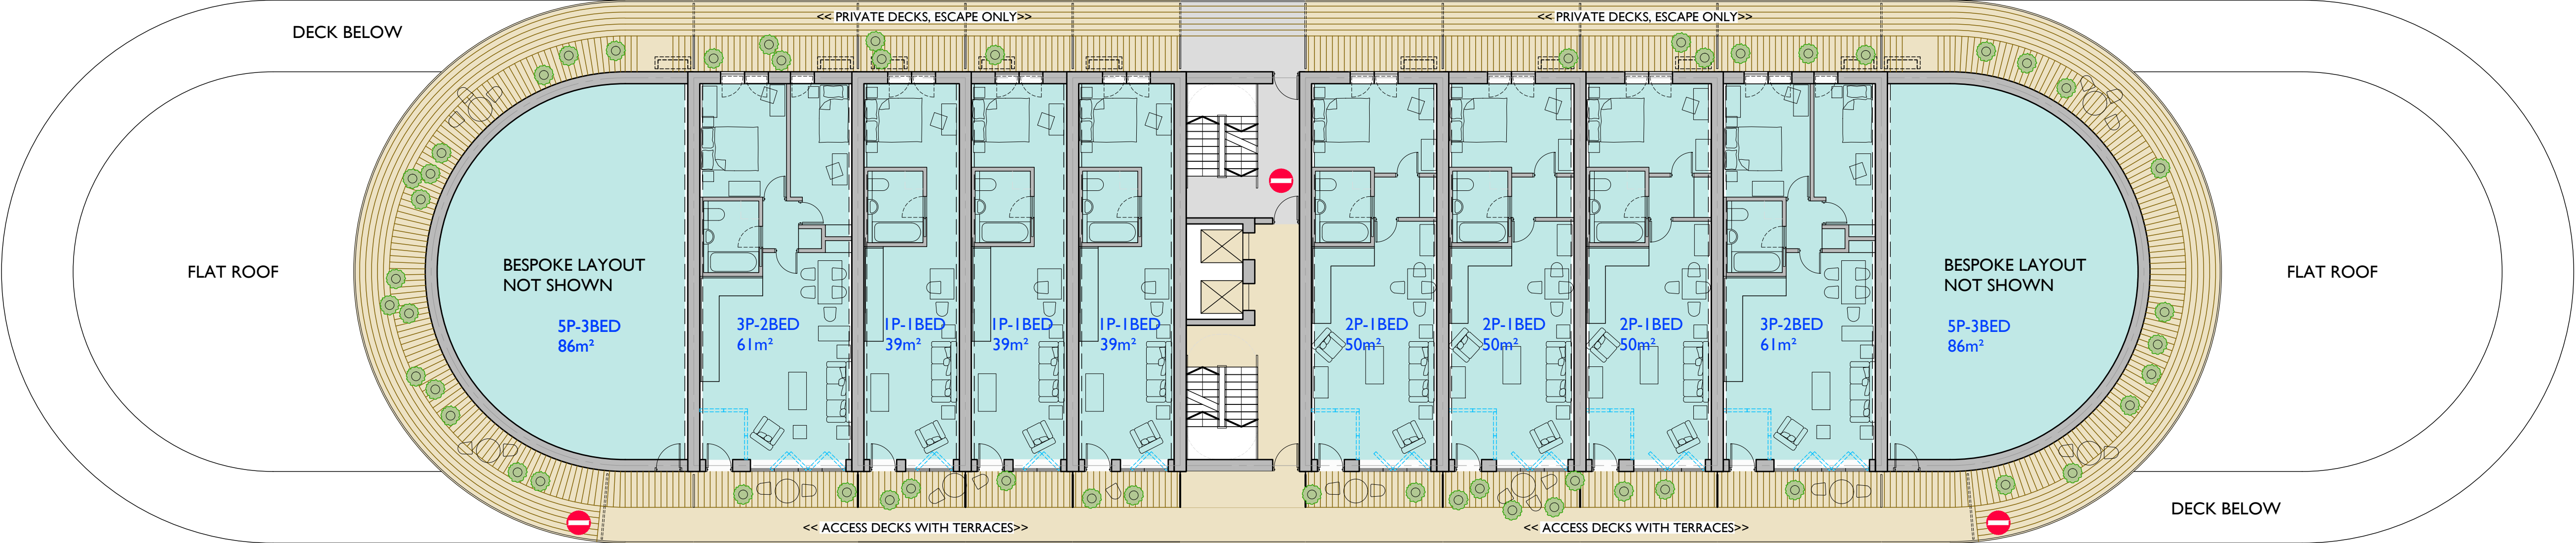 << PRIVATE DECKS, ESCAPE ONLY>>
<< PRIVATE DECKS, ESCAPE ONLY>>
DECK BELOW
FLAT ROOF
BESPOKE LAYOUT
NOT SHOWN
5P-3BED
86m²
3P-2BED
61m²
1P-1BED
39m²
1P-1BED
39m²
1P-1BED
39m²
2P-1BED
50m²
2P-1BED
50m²
2P-1BED
50m²
3P-2BED
61m²
BESPOKE LAYOUT
NOT SHOWN
5P-3BED
86m²
FLAT ROOF
DECK BELOW
<< ACCESS DECKS WITH TERRACES>>
<< ACCESS DECKS WITH TERRACES>>